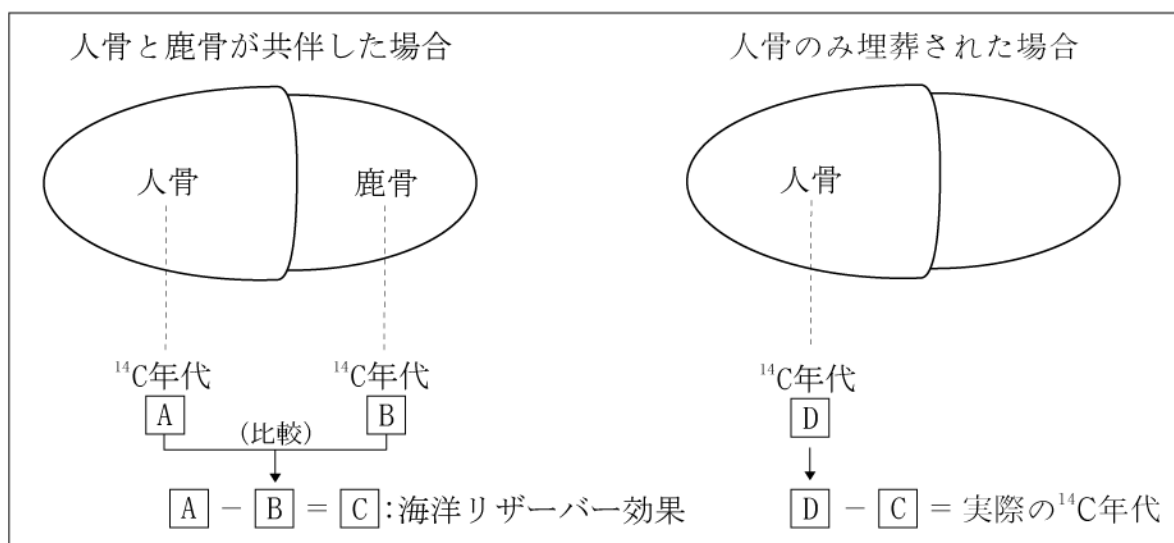 人骨と鹿骨が共伴した場合
人骨
鹿骨
¹⁴C年代
¹⁴C年代
A
B
(比較)
A － B ＝ C：海洋リザーバー効果
人骨のみ埋葬された場合
人骨
¹⁴C年代
D
D － C ＝ 実際の¹⁴C年代